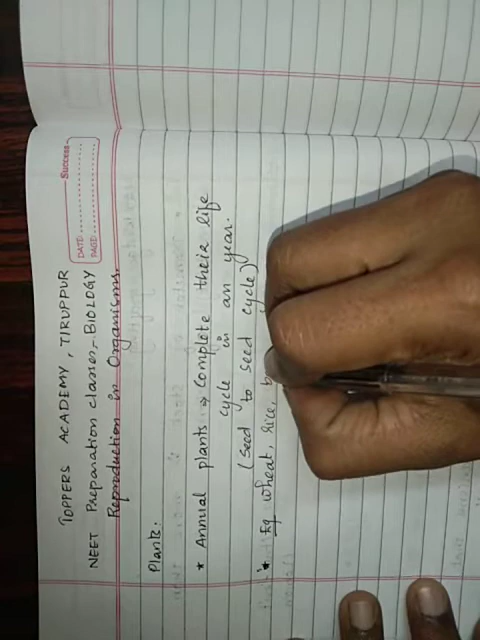 TOPPERS ACADEMY, TIRUPPUR
NEET Preparation classes - BIOLOGY
Reproduction in Organisms.
SUCCESS
DATE
PAGE
Plants:
* Annual plants → Complete their life
cycle in an year.
(seed to seed cycle)
* Eg wheat, rice,